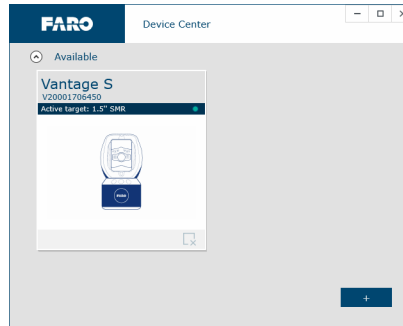 FARO
Device Center
Available
Vantage S
V20001706450
Active target: 1.5" SMR
FARO
+